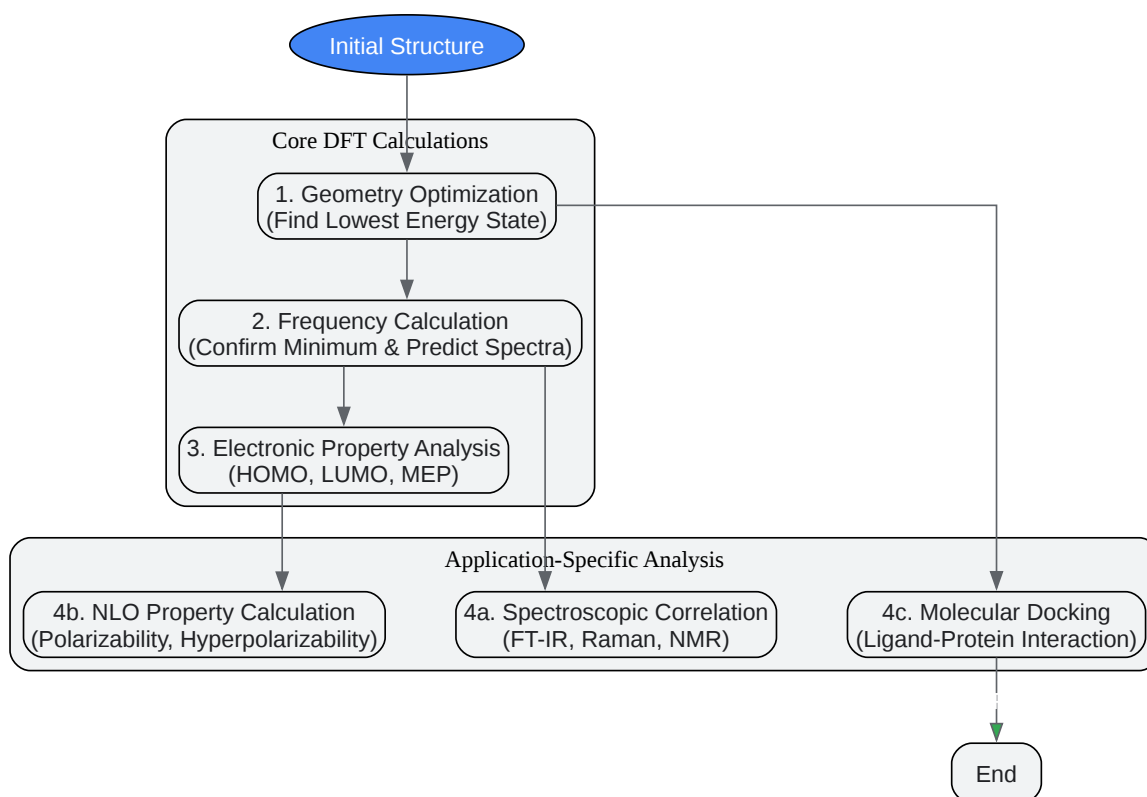 Initial Structure
Core DFT Calculations
1. Geometry Optimization
(Find Lowest Energy State)
2. Frequency Calculation
(Confirm Minimum & Predict Spectra)
3. Electronic Property Analysis
(HOMO, LUMO, MEP)
Application-Specific Analysis
4b. NLO Property Calculation
(Polarizability, Hyperpolarizability)
4a. Spectroscopic Correlation
(FT-IR, Raman, NMR)
4c. Molecular Docking
(Ligand-Protein Interaction)
End